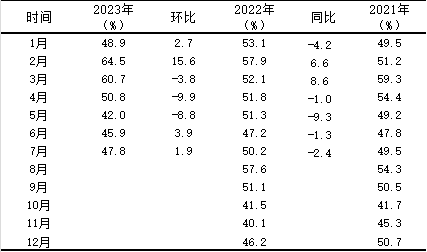 时间 2023年（%） 环比 2022年（%） 同比 2021年（%）
1月 48.9 2.7 53.1 -4.2 49.5
2月 64.5 15.6 57.9 6.6 51.2
3月 60.7 -3.8 52.1 8.6 59.3
4月 50.8 -9.9 51.8 -1.0 54.4
5月 42.0 -8.8 51.3 -9.3 49.2
6月 45.9 3.9 47.2 -1.3 47.8
7月 47.8 1.9 50.2 -2.4 49.5
8月 57.6 54.3
9月 51.1 50.5
10月 41.5 41.7
11月 40.1 45.3
12月 46.2 50.7